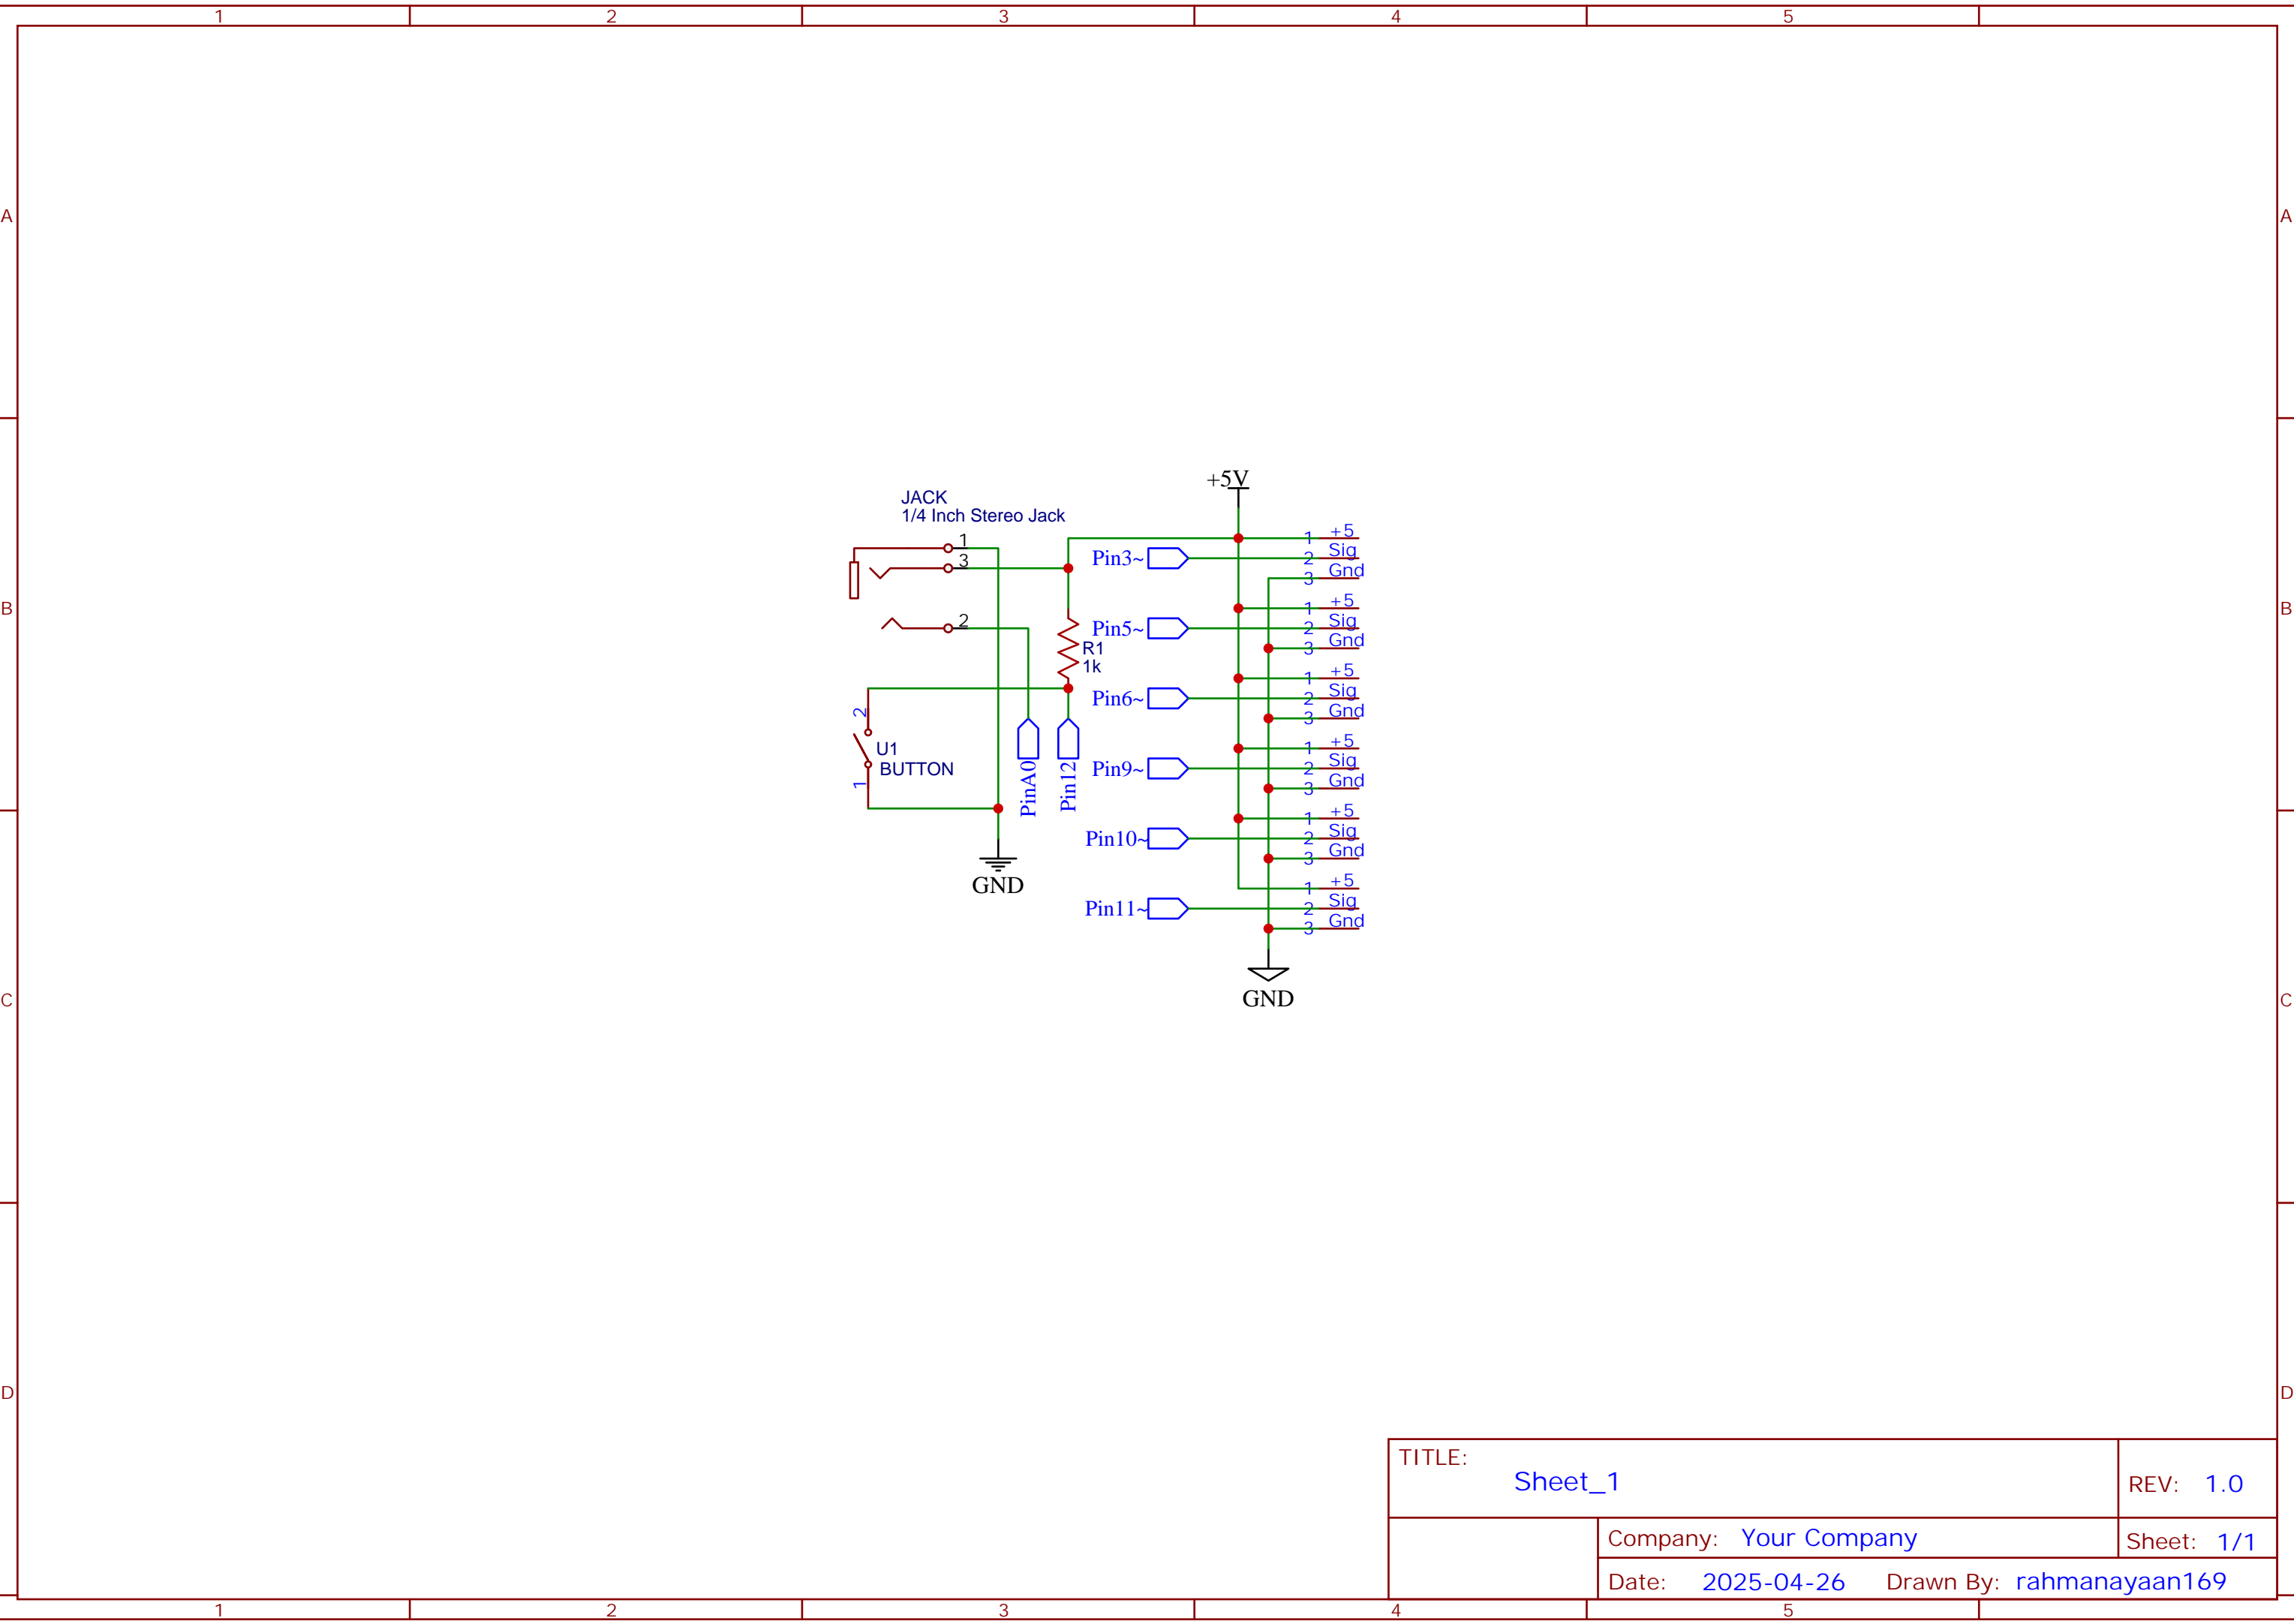 1 2 3 4 5
A A
+5V
JACK
1/4 Inch Stereo Jack
1
3
2
R1
1k
2
U1
BUTTON
1
PinA0
Pin12
GND
1 +5
Pin3~ 2 Sig
3 Gnd
1 +5
Pin5~ 2 Sig
3 Gnd
1 +5
Pin6~ 2 Sig
3 Gnd
1 +5
Pin9~ 2 Sig
3 Gnd
1 +5
Pin10~ 2 Sig
3 Gnd
1 +5
Pin11~ 2 Sig
3 Gnd
GND
B B
C C
D D
TITLE:
Sheet_1
REV: 1.0
Company: Your Company
Sheet: 1/1
Date: 2025-04-26 Drawn By: rahmanayaan169
1 2 3 4 5